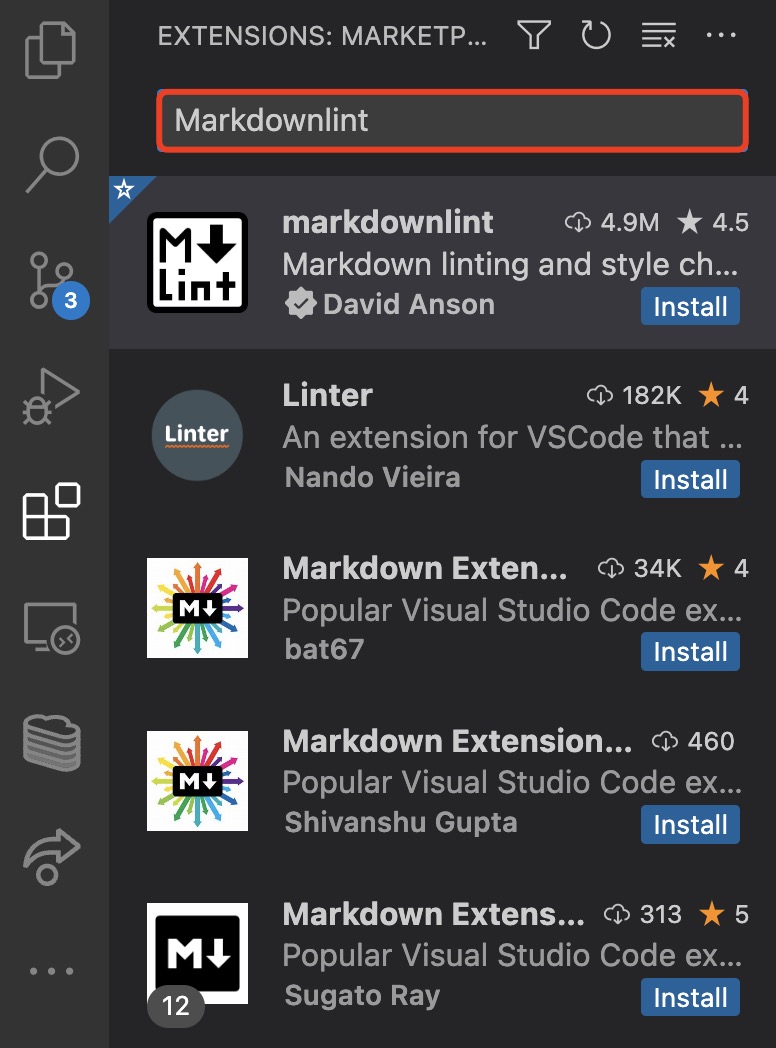 EXTENSIONS: MARKETP...
Markdownlint
3
M
Lint
markdownlint 4.9M 4.5
Markdown linting and style ch...
David Anson Install
Linter
Linter 182K 4
An extension for VSCode that ...
Nando Vieira Install
M
Markdown Exten... 34K 4
Popular Visual Studio Code ex...
bat67 Install
M
Markdown Extension... 460
Popular Visual Studio Code ex...
Shivanshu Gupta Install
M
12
Markdown Extens... 313 5
Popular Visual Studio Code ex...
Sugato Ray Install